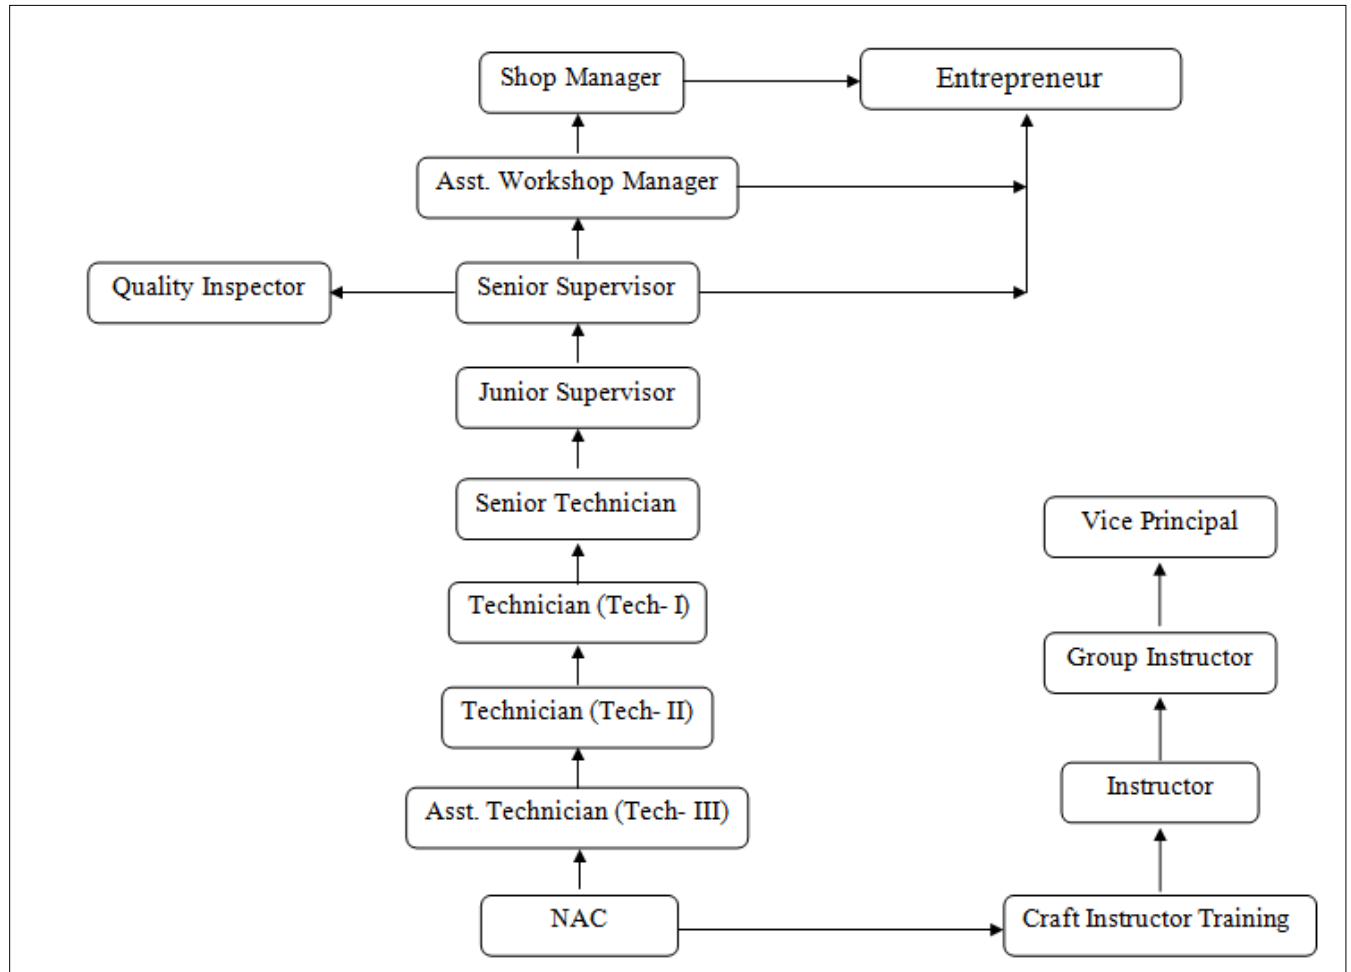 Shop Manager
Entrepreneur
Asst. Workshop Manager
Quality Inspector
Senior Supervisor
Junior Supervisor
Senior Technician
Vice Principal
Technician (Tech- I)
Group Instructor
Technician (Tech- II)
Instructor
Asst. Technician (Tech- III)
NAC
Craft Instructor Training